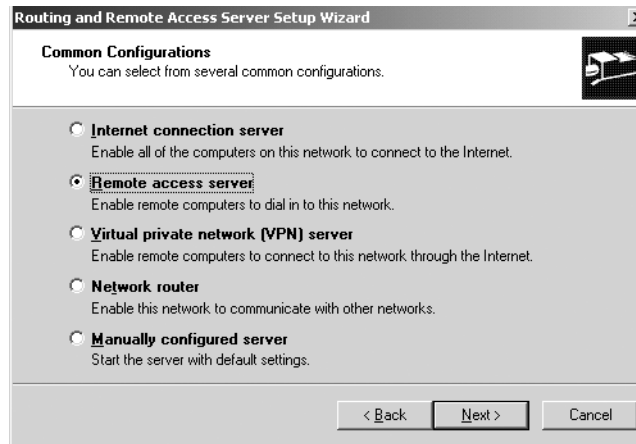 Routing and Remote Access Server Setup Wizard
Common Configurations
You can select from several common configurations.
Internet connection server
Enable all of the computers on this network to connect to the Internet.
Remote access server
Enable remote computers to dial in to this network.
Virtual private network (VPN) server
Enable remote computers to connect to this network through the Internet.
Network router
Enable this network to communicate with other networks.
Manually configured server
Start the server with default settings.
< Back Next > Cancel